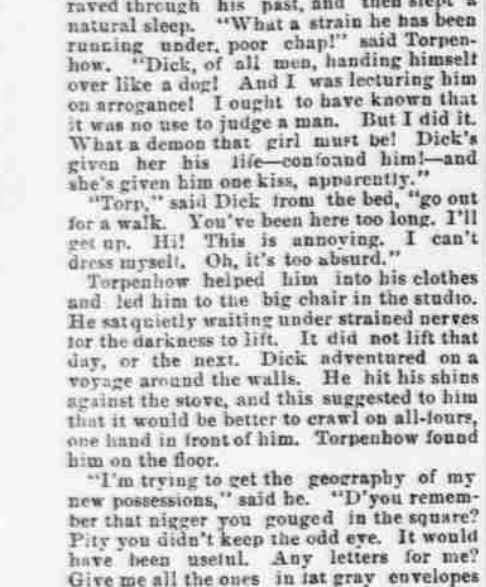 raved through his past, and then slept a
natural sleep. "What a strain he has been
running under, poor chap!" said Torpen-
how. "Dick, of all men, handing himself
over like a dog! And I was lecturing him
on arrogance! I ought to have known that
it was no use to judge a man. But I did it.
What a demon that girl must be! Dick's
given her his life—confound him!—and
she's given him one kiss, apparently."
"Torp," said Dick from the bed, "go out
for a walk. You've been here too long. I'll
get up. Hi! This is annoying. I can't
dress myself. Oh, it's too absurd."
Torpenhow helped him into his clothes
and led him to the big chair in the studio.
He sat quietly waiting under strained nerves
for the darkness to lift. It did not lift that
day, or the next. Dick adventured on a
voyage around the walls. He hit his shins
against the stove, and this suggested to him
that it would be better to crawl on all-fours,
one hand in front of him. Torpenhow found
him on the floor.
"I'm trying to get the geography of my
new possessions," said he. "D'you remem-
ber that nigger you gouged in the square?
Pity you didn't keep the odd eye. It would
have been useful. Any letters for me?
Give me all the ones in fat gray envelopes